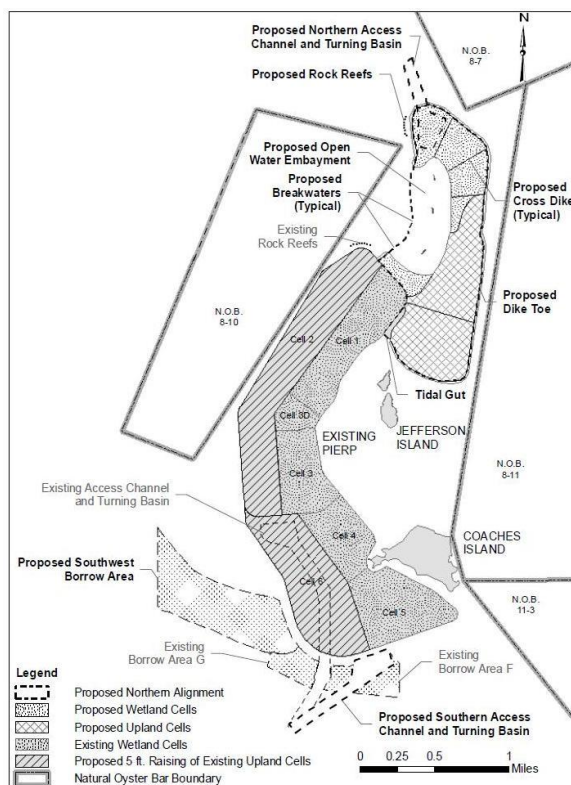 Proposed Northern Access
Channel and Turning Basin
N
N.O.B.
8-7
Proposed Rock Reefs
Proposed Open
Water Embayment
Proposed
Breakwaters
(Typical)
Proposed
Cross Dike
(Typical)
Existing
Rock Reefs
Proposed
Dike Toe
N.O.B.
8-10
Cell 2
Cell 1
Tidal Gut
Cell 3D
EXISTING
PIERP
JEFFERSON
ISLAND
N.O.B.
8-11
Cell 3
Existing Access Channel
and Turning Basin
Cell 4
COACHES
ISLAND
Proposed Southwest
Borrow Area
Cell 6
Cell 5
N.O.B.
11-3
Existing
Borrow Area G
Existing
Borrow Area F
Proposed Southern Access
Channel and Turning Basin
Legend
Proposed Northern Alignment
Proposed Wetland Cells
Proposed Upland Cells
Existing Wetland Cells
Proposed 5 ft. Raising of Existing Upland Cells
Natural Oyster Bar Boundary
0 0.25 0.5 1
Miles